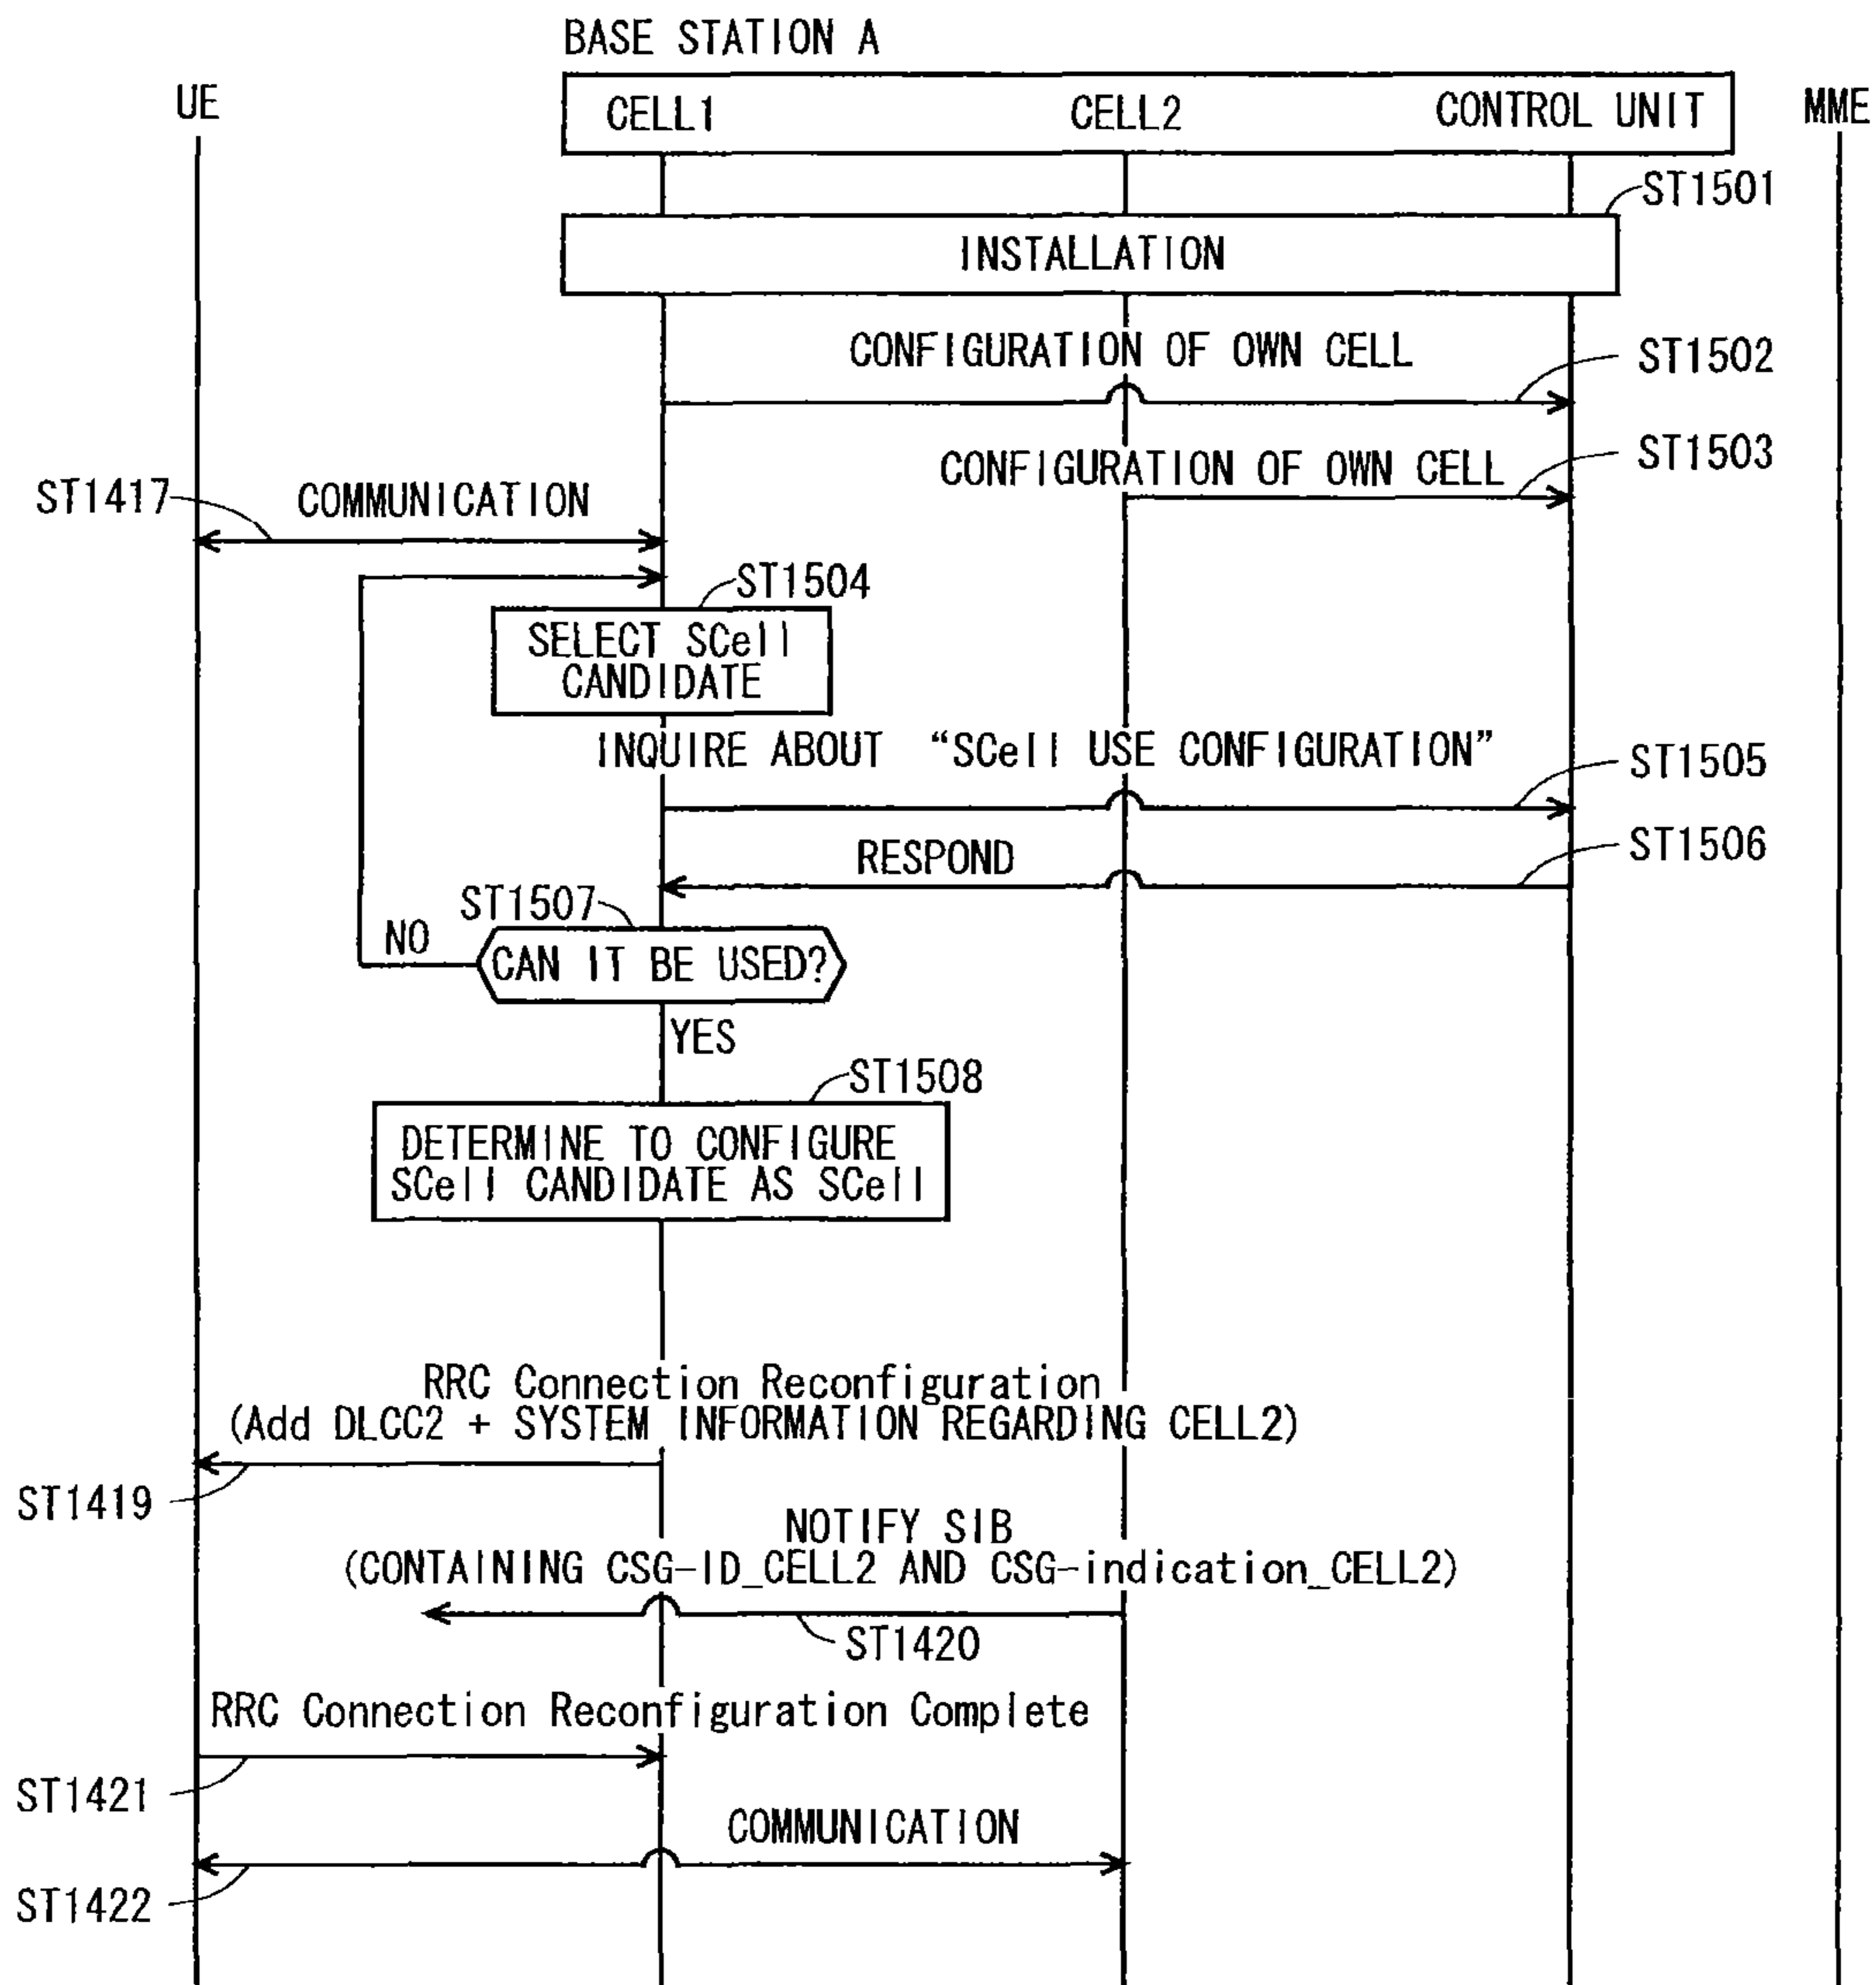 BASE STATION A
UE
CELL1
CELL2
CONTROL UNIT
MME
ST1501
INSTALLATION
CONFIGURATION OF OWN CELL
ST1502
CONFIGURATION OF OWN CELL
ST1503
ST1417
COMMUNICATION
ST1504
SELECT SCell
CANDIDATE
INQUIRE ABOUT “SCell USE CONFIGURATION”
ST1505
RESPOND
ST1506
ST1507
NO
CAN IT BE USED?
YES
ST1508
DETERMINE TO CONFIGURE
SCell CANDIDATE AS SCell
RRC Connection Reconfiguration
(Add DLCC2 + SYSTEM INFORMATION REGARDING CELL2)
ST1419
NOTIFY SIB
(CONTAINING CSG-ID_CELL2 AND CSG-indication_CELL2)
ST1420
RRC Connection Reconfiguration Complete
ST1421
COMMUNICATION
ST1422